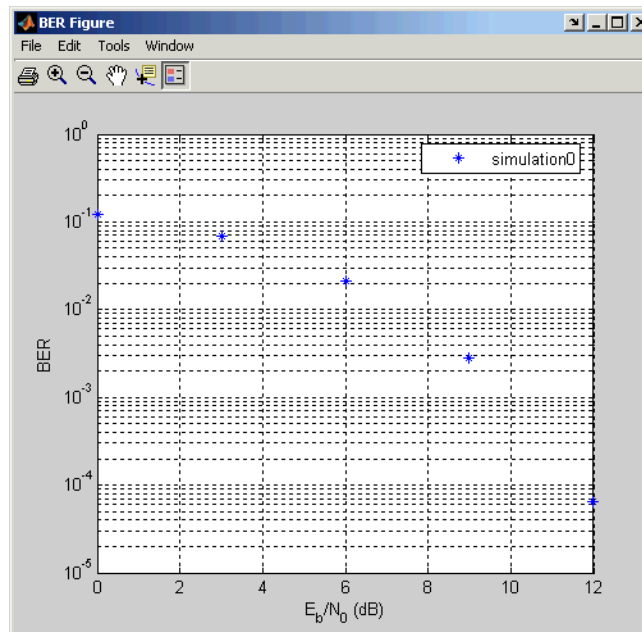 BER Figure
File Edit Tools Window
10^0
simulation0
10^-1
10^-2
BER
10^-3
10^-4
10^-5
0 2 4 6 8 10 12
E_b/N_0 (dB)